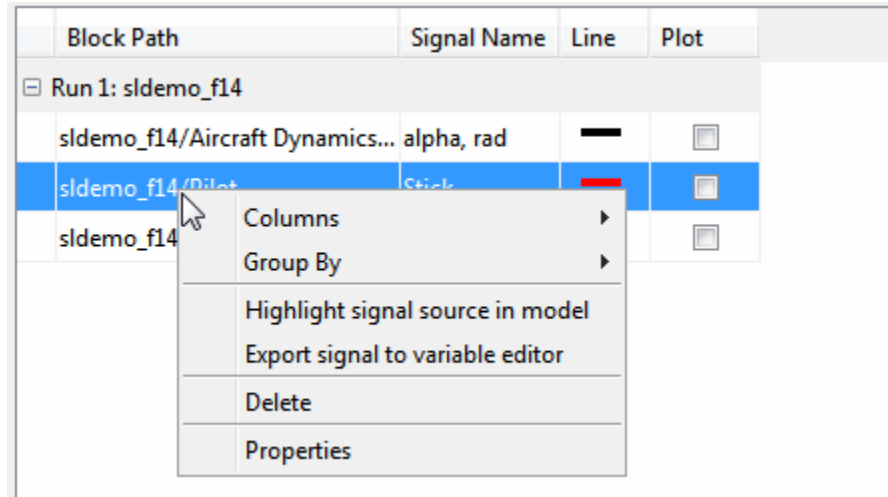 Block Path Signal Name Line Plot
Run 1: sldemo_f14
sldemo_f14/Aircraft Dynamics... alpha, rad
sldemo_f14/Pilot Stick
sldemo_f14
Columns
Group By
Highlight signal source in model
Export signal to variable editor
Delete
Properties